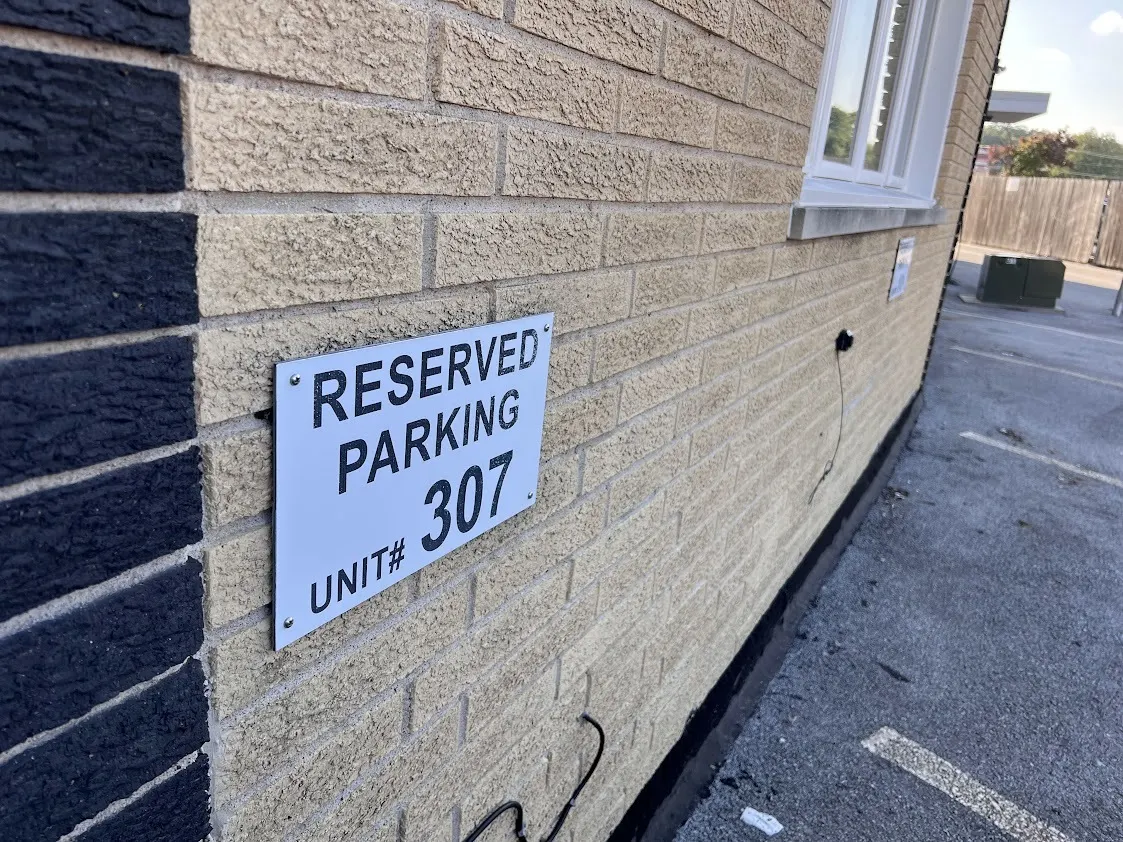 RESERVED
PARKING
UNIT# 307